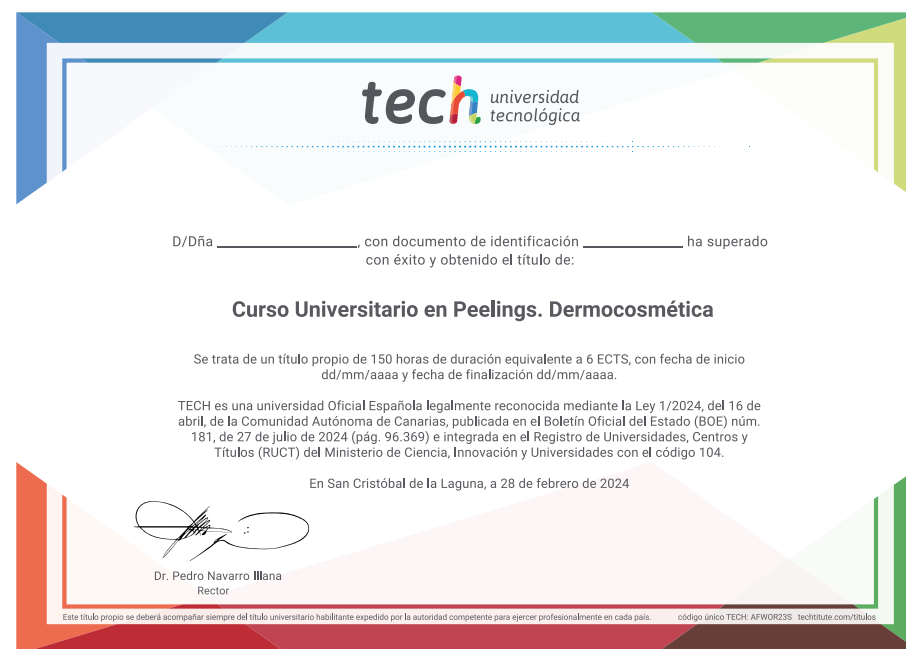 tech universidad
tecnológica
D/Dña ____________________, con documento de identificación ______________ ha superado
con éxito y obtenido el título de:
Curso Universitario en Peelings. Dermocosmética
Se trata de un título propio de 150 horas de duración equivalente a 6 ECTS, con fecha de inicio
dd/mm/aaaa y fecha de finalización dd/mm/aaaa.
TECH es una universidad Oficial Española legalmente reconocida mediante la Ley 1/2024, del 16 de
abril, de la Comunidad Autónoma de Canarias, publicada en el Boletín Oficial del Estado (BOE) núm.
181, de 27 de julio de 2024 (pág. 96.369) e integrada en el Registro de Universidades, Centros y
Títulos (RUCT) del Ministerio de Ciencia, Innovación y Universidades con el código 104.
En San Cristóbal de la Laguna, a 28 de febrero de 2024
Dr. Pedro Navarro Illana
Rector
Este título propio se deberá acompañar siempre del título universitario habilitante expedido por la autoridad competente para ejercer profesionalmente en cada país. código único TECH: AFWOR23S techtitute.com/titulos